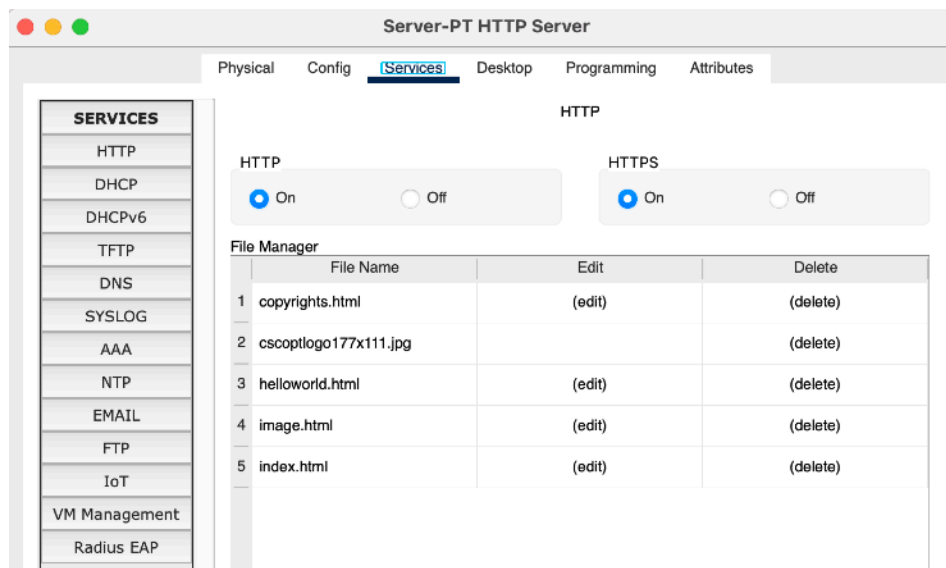 Server-PT HTTP Server
Physical Config Services Desktop Programming Attributes
SERVICES
HTTP
DHCP
DHCPv6
TFTP
DNS
SYSLOG
AAA
NTP
EMAIL
FTP
IoT
VM Management
Radius EAP
HTTP
HTTP
On Off
HTTPS
On Off
File Manager
File Name Edit Delete
1 copyrights.html (edit) (delete)
2 cscoptlogo177x111.jpg (delete)
3 helloworld.html (edit) (delete)
4 image.html (edit) (delete)
5 index.html (edit) (delete)